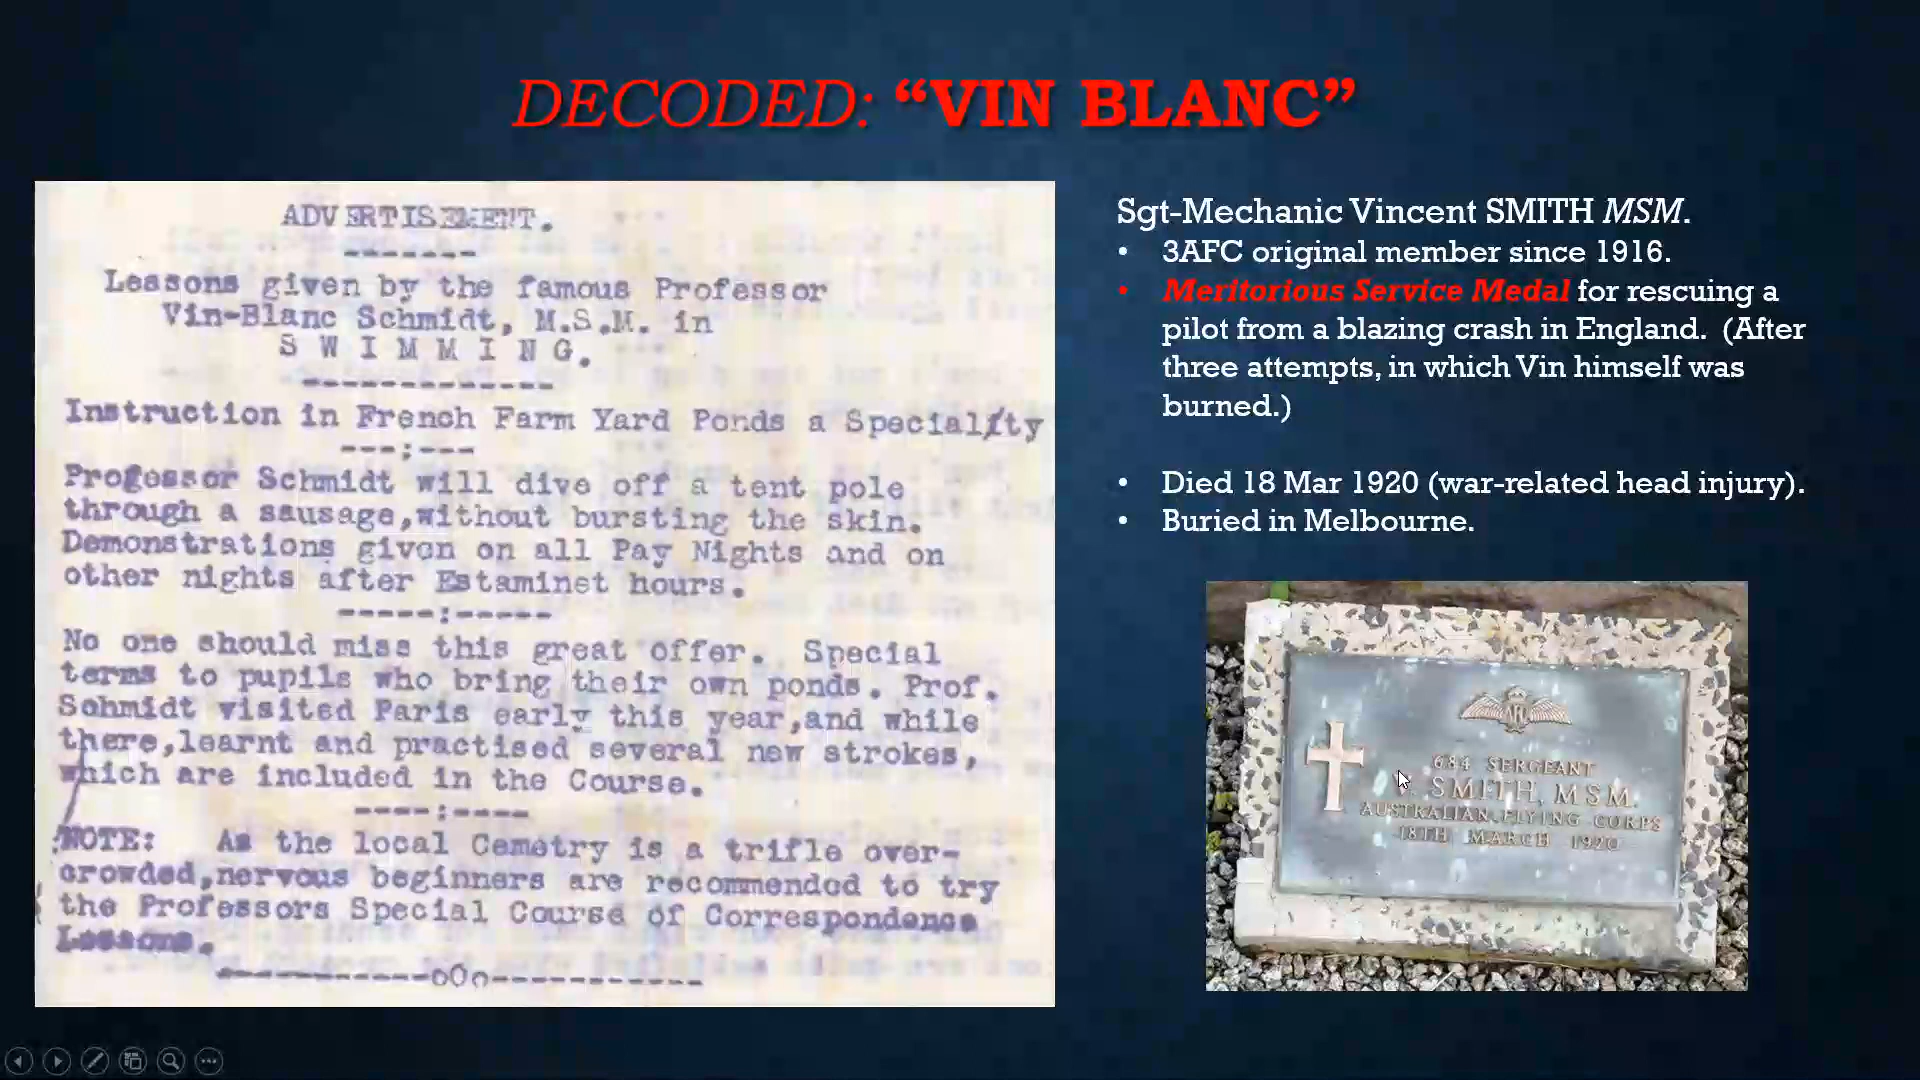 DECODED: “VIN BLANC”
ADVERTISEMENT.
-------
Lessons given by the famous Professor
Vin-Blanc Schmidt, M.S.M. in
S W I M M I N G.
-------------
Instruction in French Farm Yard Ponds a Speciality
---:---
Professor Schmidt will dive off a tent pole
through a sausage,without bursting the skin.
Demonstrations given on all Pay Nights and on
other nights after Estaminet hours.
-----:-----
No one should miss this great offer. Special
terms to pupils who bring their own ponds. Prof.
Schmidt visited Paris early this year,and while
there,learnt and practised several new strokes,
which are included in the Course.
----:----
NOTE: As the local Cemetry is a trifle over-
crowded,nervous beginners are recommended to try
the Professors Special Course of Correspondence
Lessons.
-----------oOo-----------
Sgt-Mechanic Vincent SMITH MSM.
• 3AFC original member since 1916.
• Meritorious Service Medal for rescuing a
pilot from a blazing crash in England. (After
three attempts, in which Vin himself was
burned.)
• Died 18 Mar 1920 (war-related head injury).
• Buried in Melbourne.
684 SERGEANT
SMITH, MSM.
AUSTRALIAN FLYING CORPS
18TH MARCH 1920